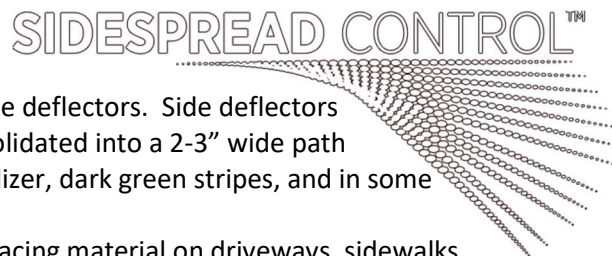 SIDESPREAD CONTROL™
e deflectors. Side deflectors
olidated into a 2-3” wide path
lizer, dark green stripes, and in some
acing material on driveways, sidewalks